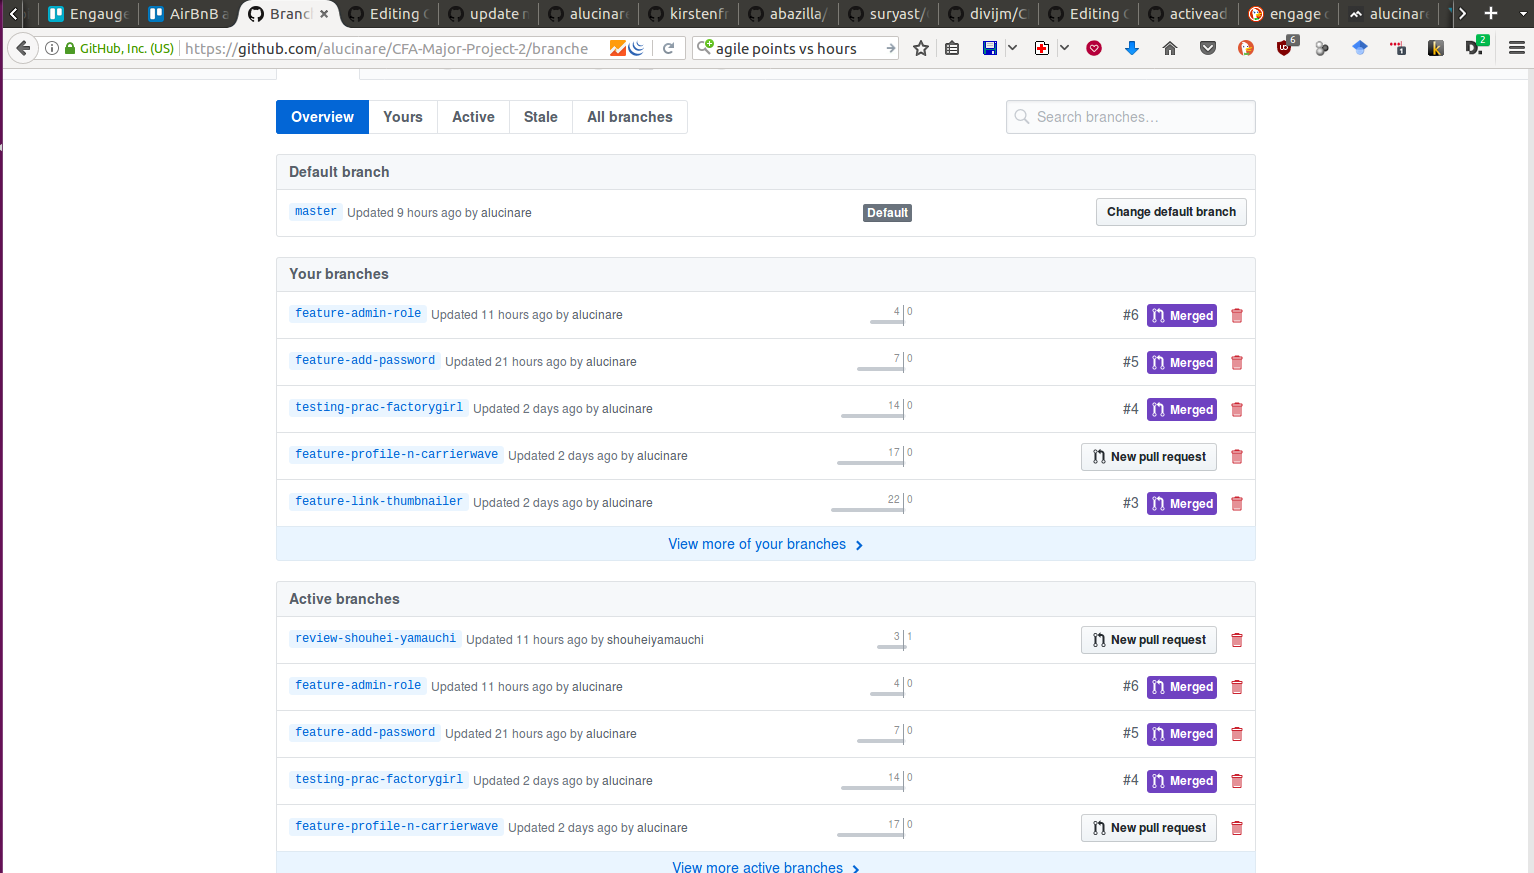 Engauge
AirBnB a
Branch
Editing C
update n
alucinare
kirstenfr
abazilla/
suryast/
divijm/C
Editing C
activead
engage
alucinare
GitHub, Inc. (US)
https://github.com/alucinare/CFA-Major-Project-2/branche
agile points vs hours
6
1
2
Overview
Yours
Active
Stale
All branches
Search branches...
Default branch
master Updated 9 hours ago by alucinare Default Change default branch
Your branches
feature-admin-role Updated 11 hours ago by alucinare 4 0 #6 Merged
feature-add-password Updated 21 hours ago by alucinare 7 0 #5 Merged
testing-prac-factorygirl Updated 2 days ago by alucinare 14 0 #4 Merged
feature-profile-n-carrierwave Updated 2 days ago by alucinare 17 0 New pull request
feature-link-thumbnailer Updated 2 days ago by alucinare 22 0 #3 Merged
View more of your branches
Active branches
review-shouhei-yamauchi Updated 11 hours ago by shouheiyamauchi 3 1 New pull request
feature-admin-role Updated 11 hours ago by alucinare 4 0 #6 Merged
feature-add-password Updated 21 hours ago by alucinare 7 0 #5 Merged
testing-prac-factorygirl Updated 2 days ago by alucinare 14 0 #4 Merged
feature-profile-n-carrierwave Updated 2 days ago by alucinare 17 0 New pull request
View more active branches